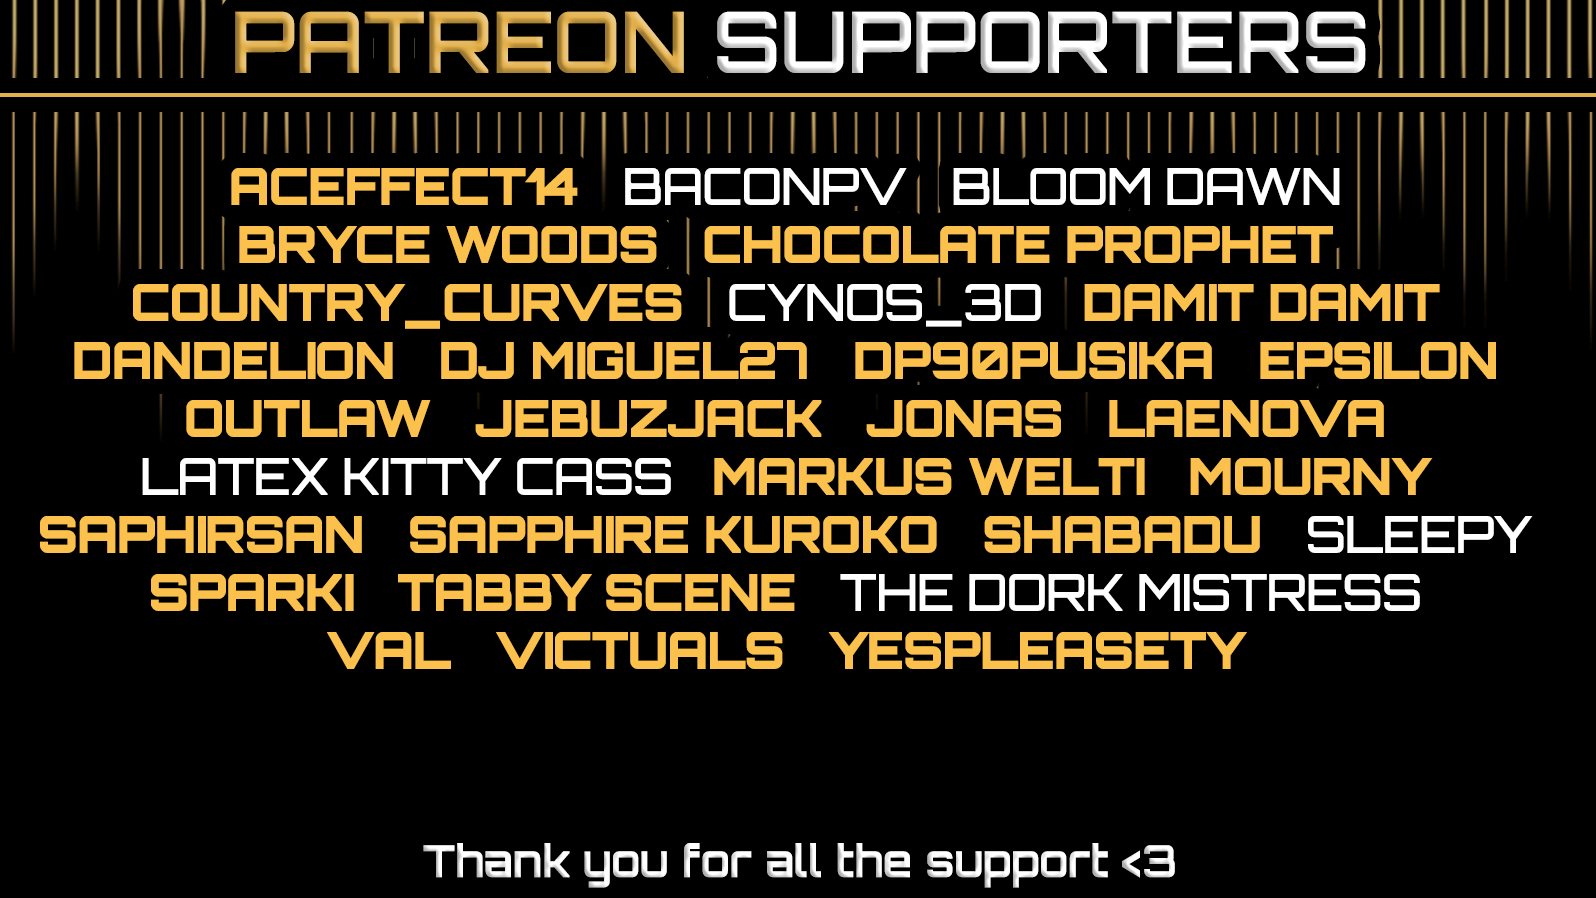 PATREON SUPPORTERS
ACEFFECT14 BACONPV BLOOM DAWN
BRYCE WOODS CHOCOLATE PROPHET
COUNTRY_CURVES CYNOS_3D DAMIT DAMIT
DANDELION DJ MIGUEL27 DP90PUSIKA EPSILON
OUTLAW JEBUZJACK JONAS LAENOVA
LATEX KITTY CASS MARKUS WELTI MOURNY
SAPHIRSAN SAPPHIRE KUROKO SHABADU SLEEPY
SPARKI TABBY SCENE THE DORK MISTRESS
VAL VICTUALS YESPLEASETY
Thank you for all the support <3